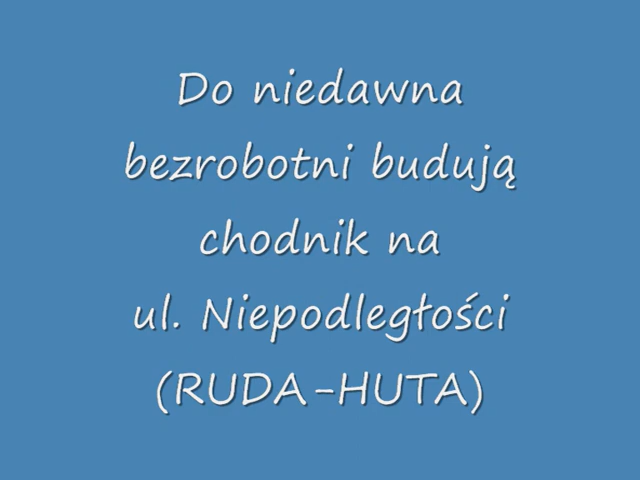 Do niedawna
bezrobotni budują
chodnik na
ul. Niepodległości
(RUDA-HUTA)